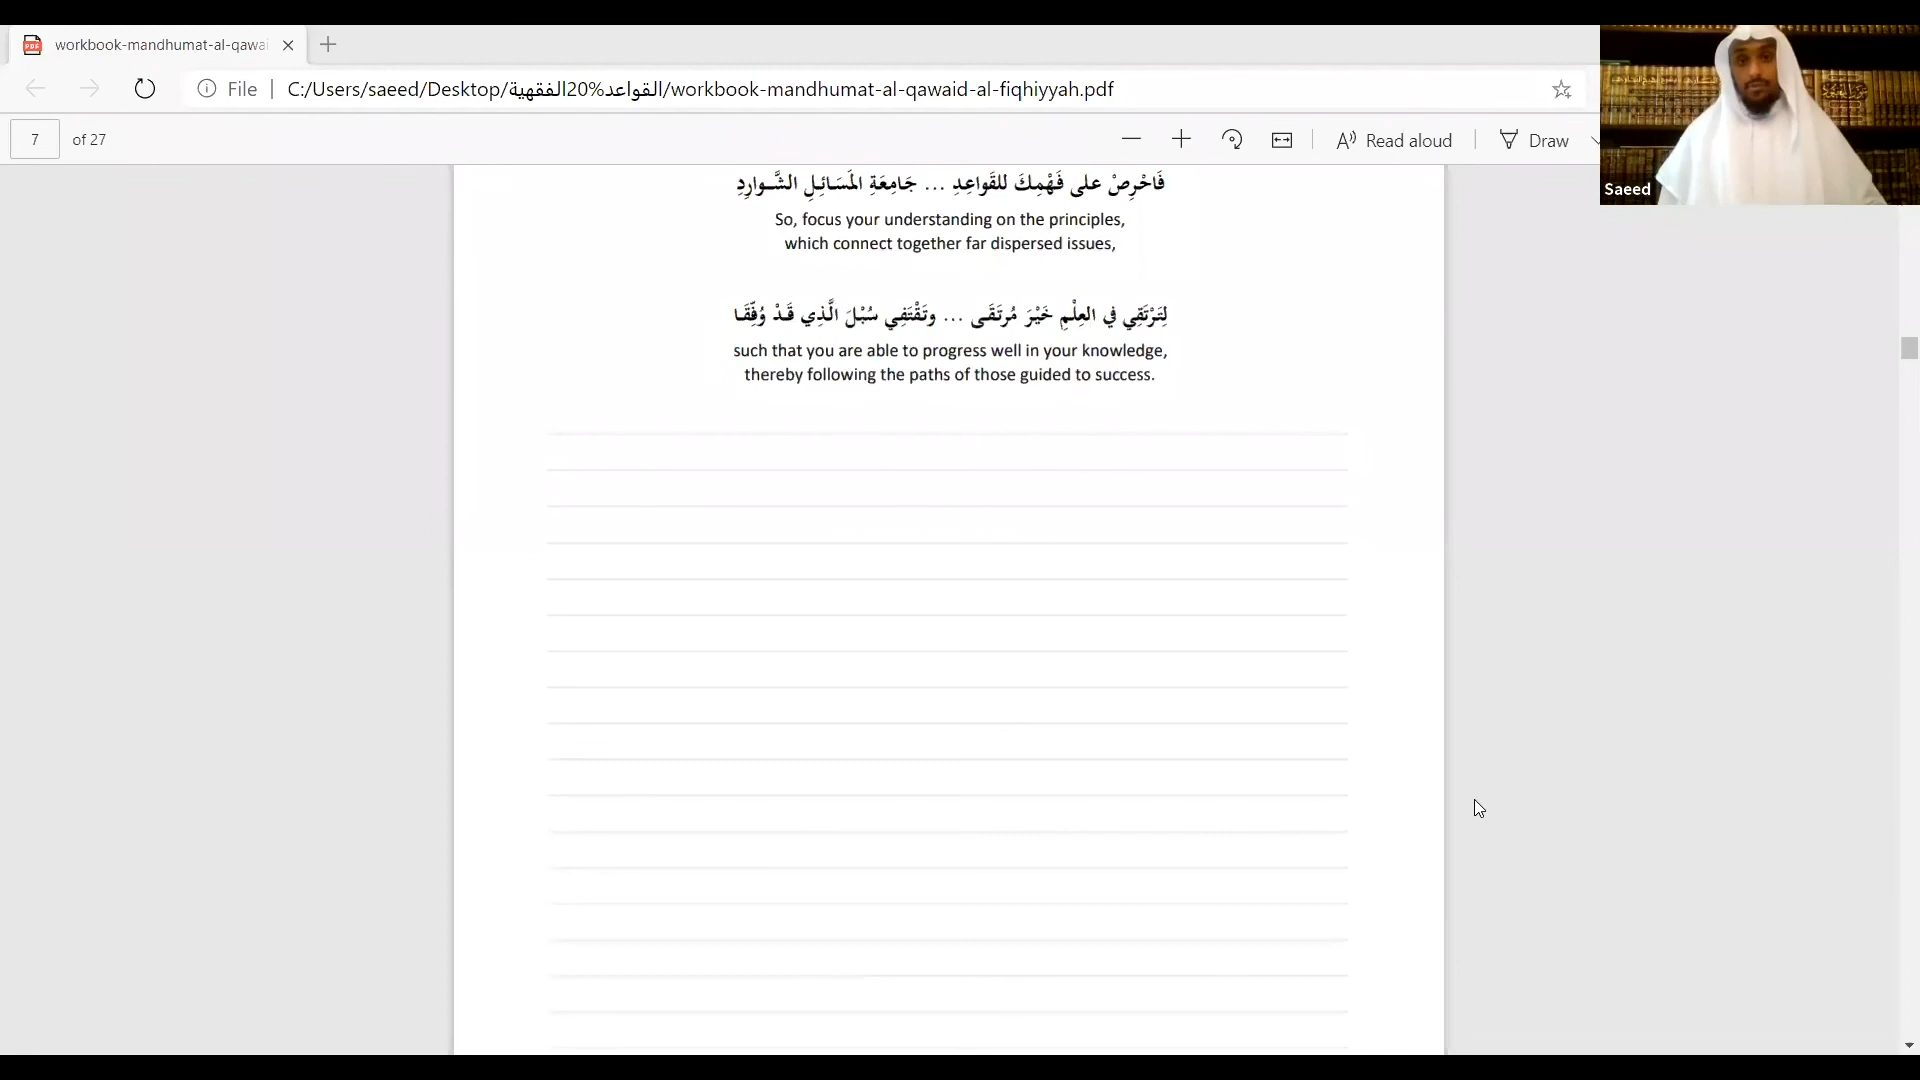 workbook-mandhumat-al-qawai
File
C:/Users/saeed/Desktop/القواعد%20الفقهية/workbook-mandhumat-al-qawaid-al-fiqhiyyah.pdf
7 of 27
Read aloud
Draw
Saeed
فَاحْرِصْ على فَهْمِكَ للقَواعِدِ ... جَامِعَةِ المَسَائِلِ الشَّوارِدِ
So, focus your understanding on the principles,
which connect together far dispersed issues,
لِتَرْتَقِي في العِلْمِ خَيْرَ مُرتَقَى ... وتَقْتَفِي سُبْلَ الَّذِي قَدْ وُفِّقَا
such that you are able to progress well in your knowledge,
thereby following the paths of those guided to success.